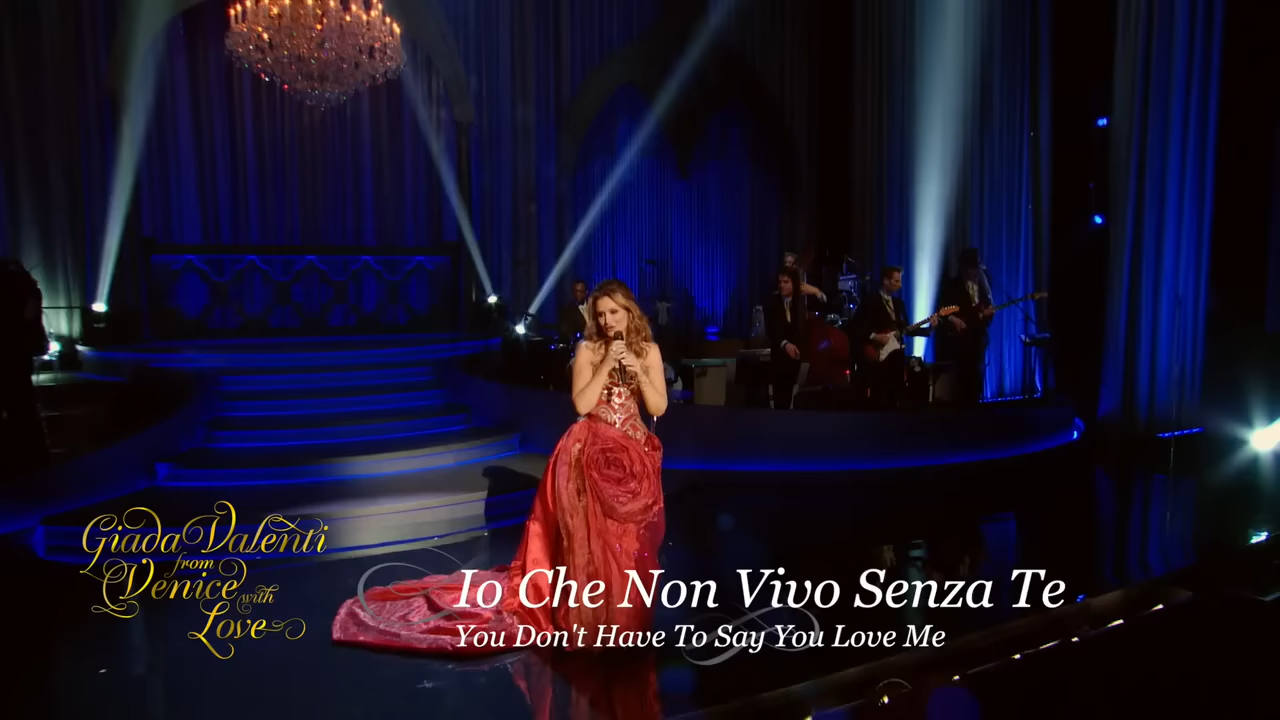 Giada Valenti
from
Venice with
Love
Io Che Non Vivo Senza Te
You Don't Have To Say You Love Me